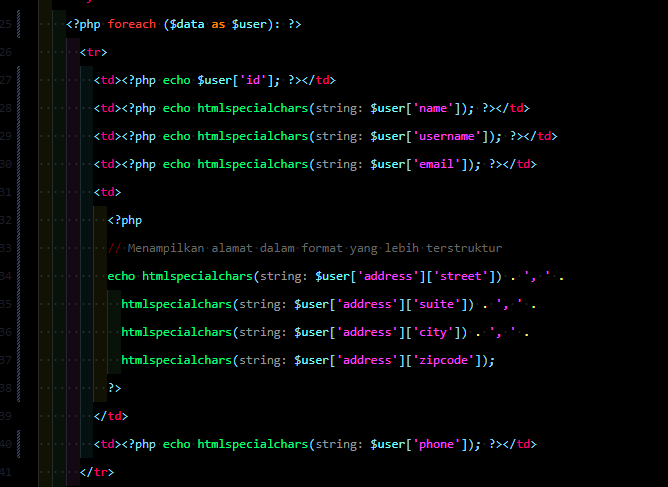 25 <?php foreach ($data as $user): ?>
26 <tr>
27 <td><?php echo $user['id']; ?></td>
28 <td><?php echo htmlspecialchars(string: $user['name']); ?></td>
29 <td><?php echo htmlspecialchars(string: $user['username']); ?></td>
30 <td><?php echo htmlspecialchars(string: $user['email']); ?></td>
31 <td>
32 <?php
33 // Menampilkan alamat dalam format yang lebih terstruktur
34 echo htmlspecialchars(string: $user['address']['street']) . ', ' .
35 htmlspecialchars(string: $user['address']['suite']) . ', ' .
36 htmlspecialchars(string: $user['address']['city']) . ', ' .
37 htmlspecialchars(string: $user['address']['zipcode']);
38 ?>
39 </td>
40 <td><?php echo htmlspecialchars(string: $user['phone']); ?></td>
41 </tr>